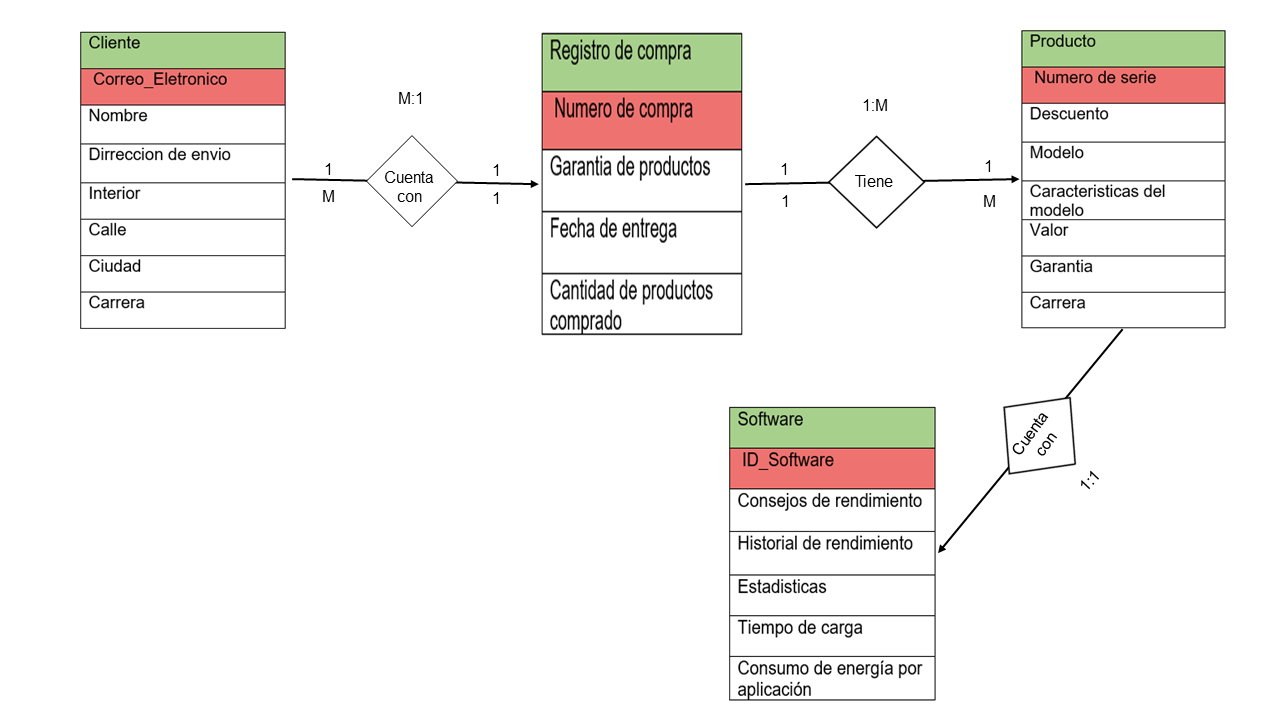 Cliente
Correo_Eletronico
Nombre
Dirreccion de envio
Interior
Calle
Ciudad
Carrera
M:1
1
M
Cuenta
con
1
1
Registro de compra
Numero de compra
Garantia de productos
Fecha de entrega
Cantidad de productos
comprado
1:M
1
1
Tiene
1
M
Producto
Numero de serie
Descuento
Modelo
Caracteristicas del
modelo
Valor
Garantia
Carrera
Cuenta
con
1:1
Software
ID_Software
Consejos de rendimiento
Historial de rendimiento
Estadisticas
Tiempo de carga
Consumo de energía por
aplicación